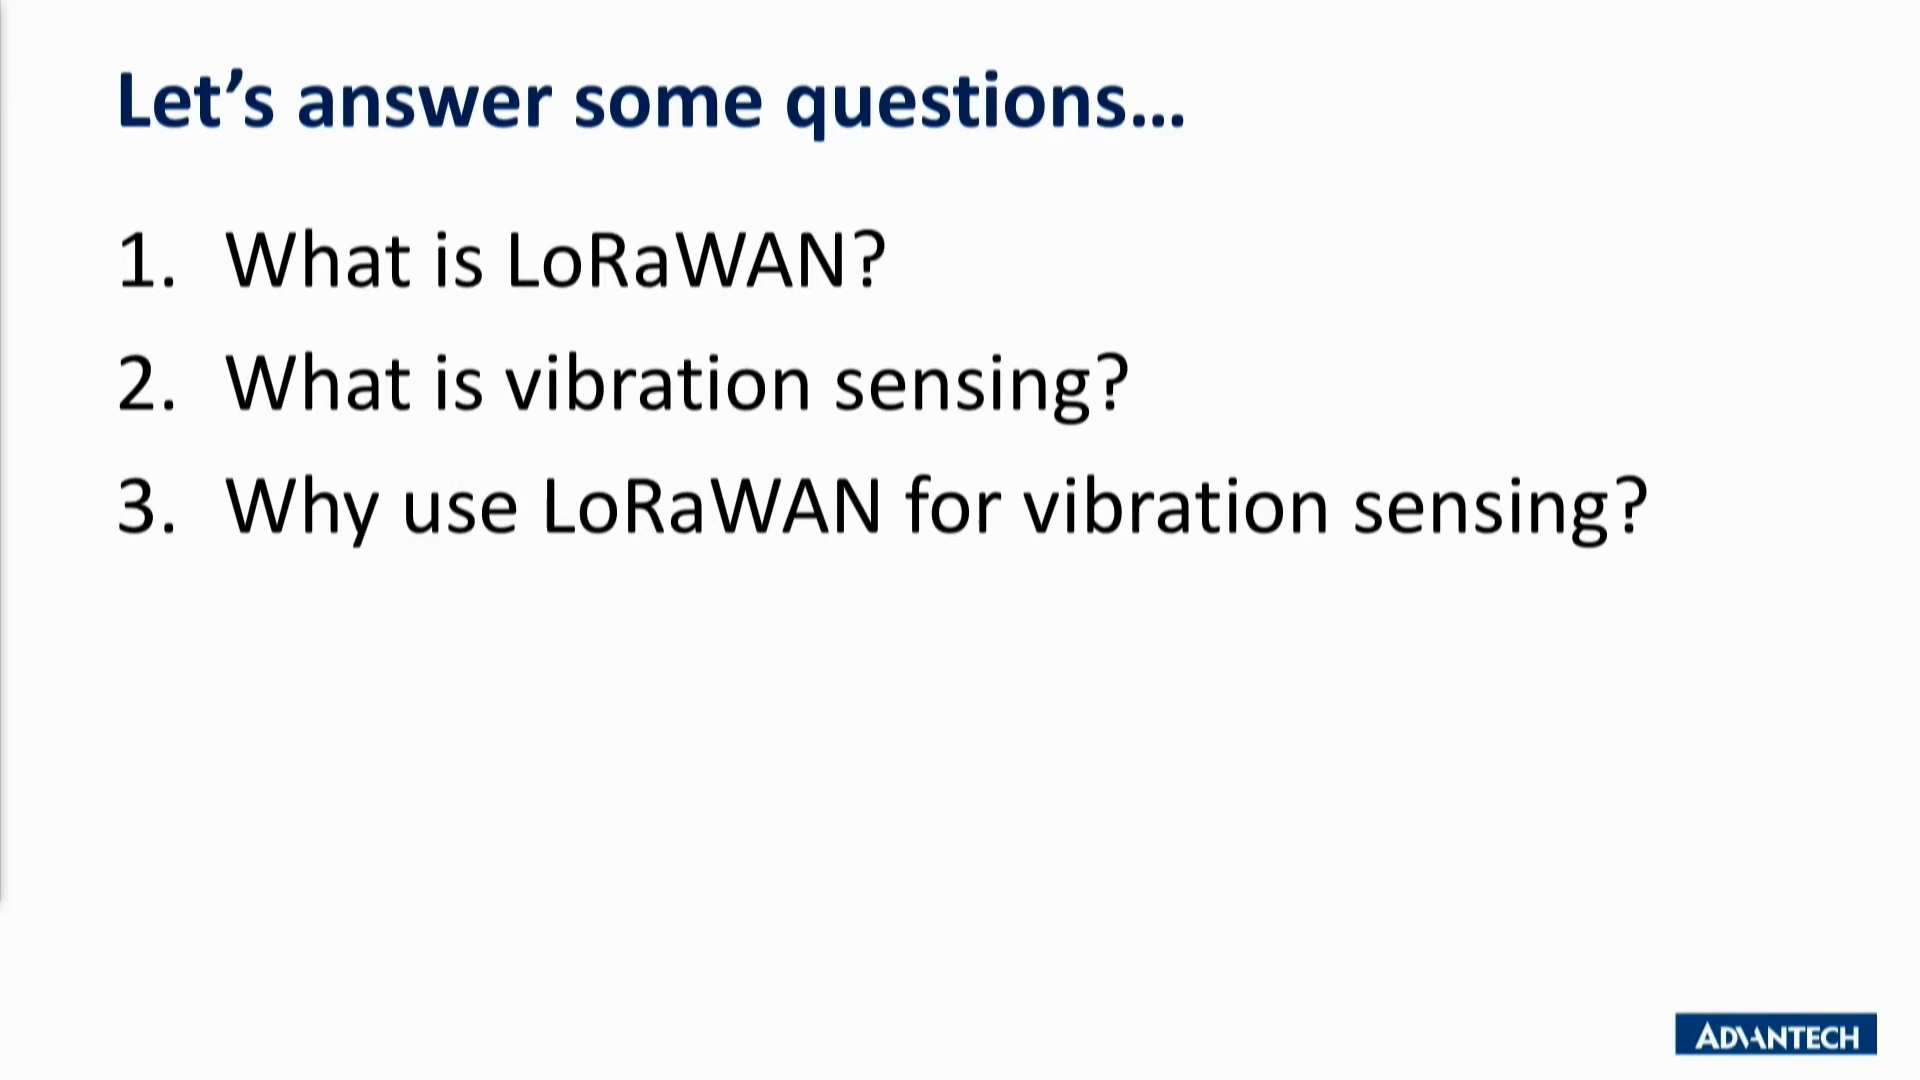 Let’s answer some questions…
1. What is LoRaWAN?
2. What is vibration sensing?
3. Why use LoRaWAN for vibration sensing?
ADVANTECH